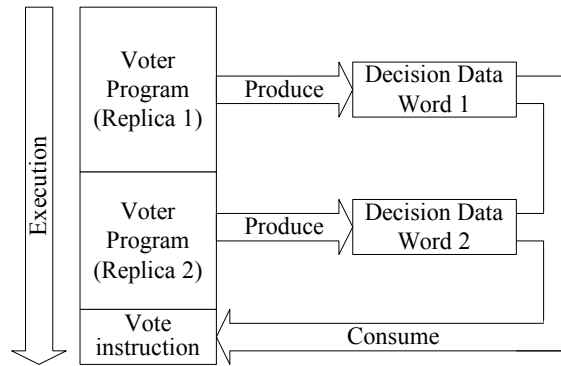 Execution
Voter
Program
(Replica 1)
Produce
Decision Data
Word 1
Voter
Program
(Replica 2)
Produce
Decision Data
Word 2
Vote
instruction
Consume